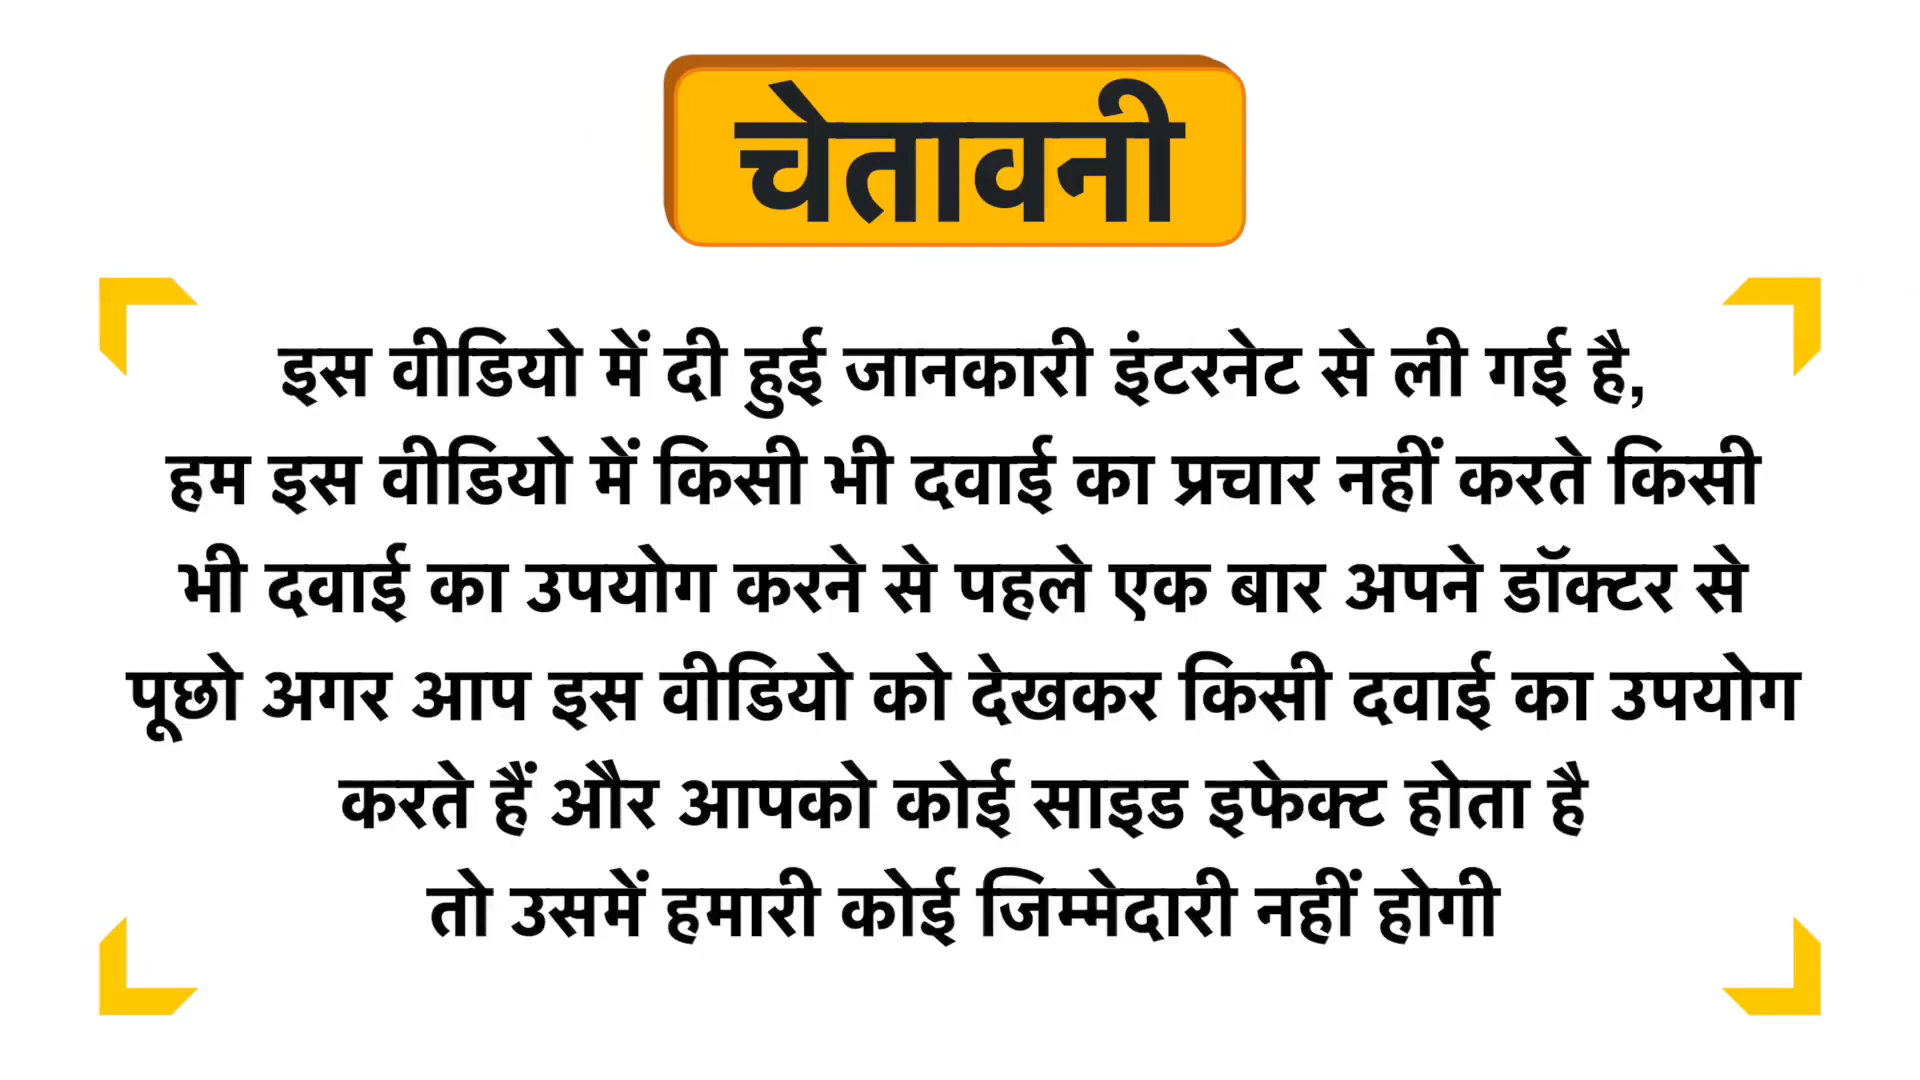 चेतावनी
इस वीडियो में दी हुई जानकारी इंटरनेट से ली गई है,
हम इस वीडियो में किसी भी दवाई का प्रचार नहीं करते किसी
भी दवाई का उपयोग करने से पहले एक बार अपने डॉक्टर से
पूछो अगर आप इस वीडियो को देखकर किसी दवाई का उपयोग
करते हैं और आपको कोई साइड इफेक्ट होता है
तो उसमें हमारी कोई जिम्मेदारी नहीं होगी